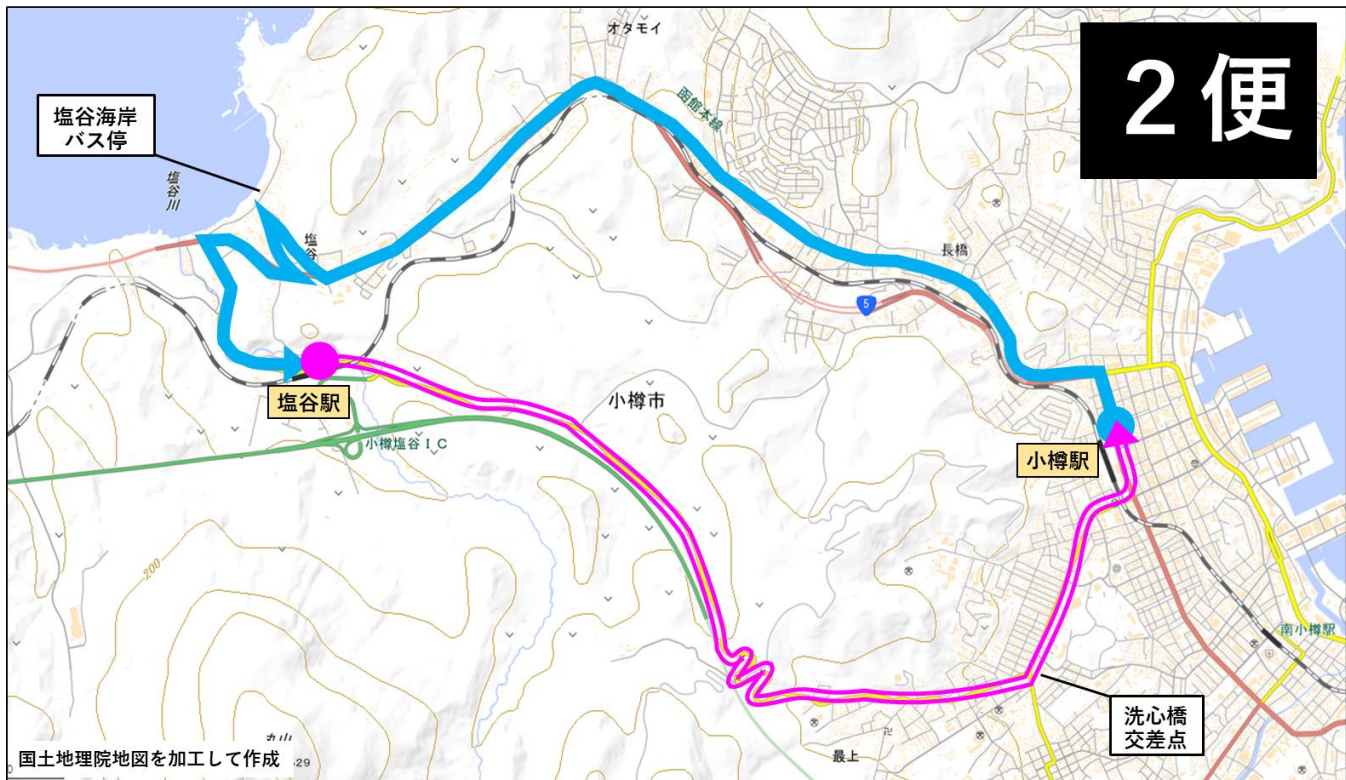 オタモイ
2便
函館本線
塩谷海岸
バス停
塩谷川
塩谷
長橋
5
塩谷駅
小樽市
小樽塩谷IC
小樽駅
200
南小樽駅
洗心橋
交差点
最上
丸山
629
国土地理院地図を加工して作成